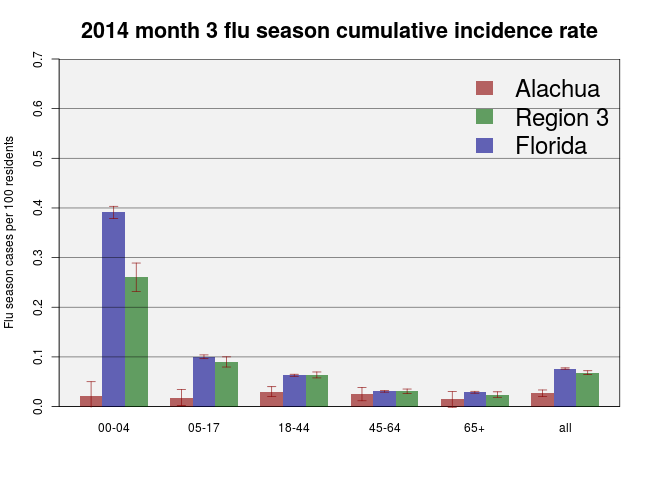 2014 month 3 flu season cumulative incidence rate
Flu season cases per 100 residents
0.7
0.6
0.5
0.4
0.3
0.2
0.1
0.0
Alachua
Region 3
Florida
00-04 05-17 18-44 45-64 65+ all